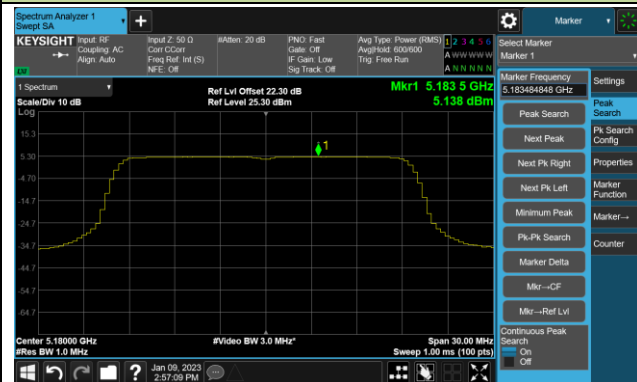 Spectrum Analyzer 1
Swept SA
Marker
KEYSIGHT
Input: RF
Coupling: AC
Align: Auto
Input Z: 50 Ω
Corr CCorr
Freq Ref: Int (S)
NFE: Off
#Atten: 20 dB
PNO: Fast
Gate: Off
IF Gain: Low
Sig Track: Off
Avg Type: Power (RMS)
Avg|Hold: 600/600
Trig: Free Run
1 2 3 4 5 6
A W W W W W
A N N N N N
Select Marker
Marker 1
1 Spectrum
Scale/Div 10 dB
Log
Ref Lvl Offset 22.30 dB
Ref Level 25.30 dBm
Mkr1 5.183 5 GHz
5.138 dBm
1
15.3
5.30
-4.70
-14.7
-24.7
-34.7
-44.7
-54.7
-64.7
Center 5.18000 GHz
#Res BW 1.0 MHz
#Video BW 3.0 MHz*
Span 30.00 MHz
Sweep 1.00 ms (100 pts)
Marker Frequency
5.183484848 GHz
Peak Search
Next Peak
Next Pk Right
Next Pk Left
Minimum Peak
Pk-Pk Search
Marker Delta
Mkr→CF
Mkr→Ref Lvl
Continuous Peak
Search
On
Off
Settings
Peak
Search
Pk Search
Config
Properties
Marker
Function
Marker→
Counter
Jan 09, 2023
2:57:09 PM